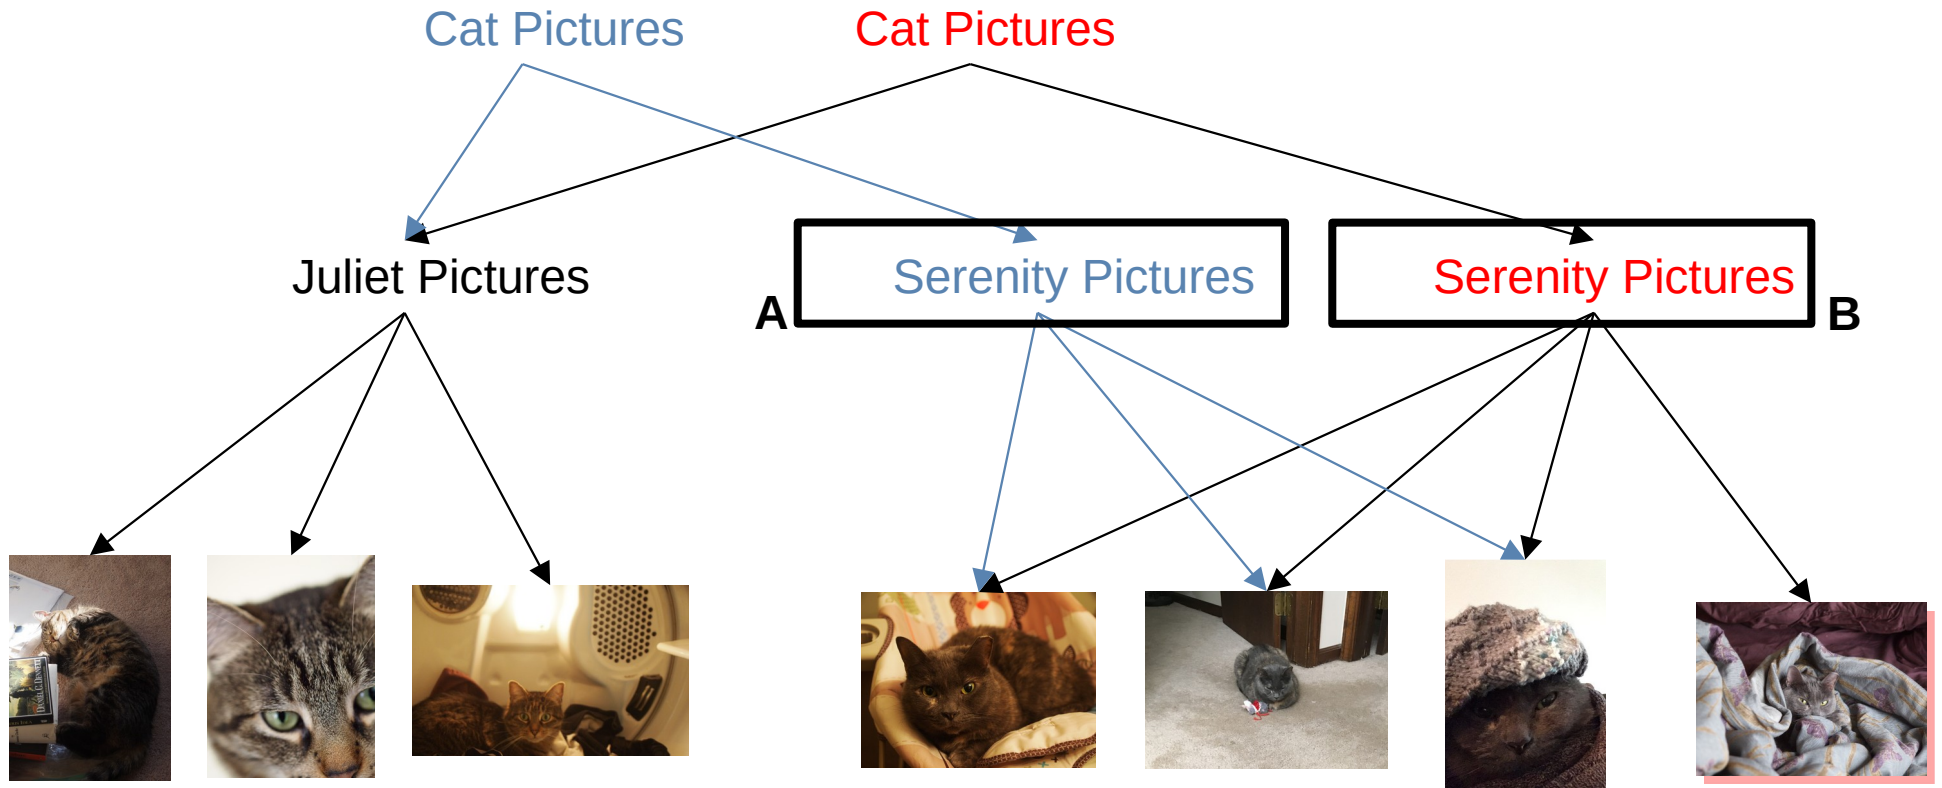 Cat Pictures
Cat Pictures
Juliet Pictures
Serenity Pictures
Serenity Pictures
A
B